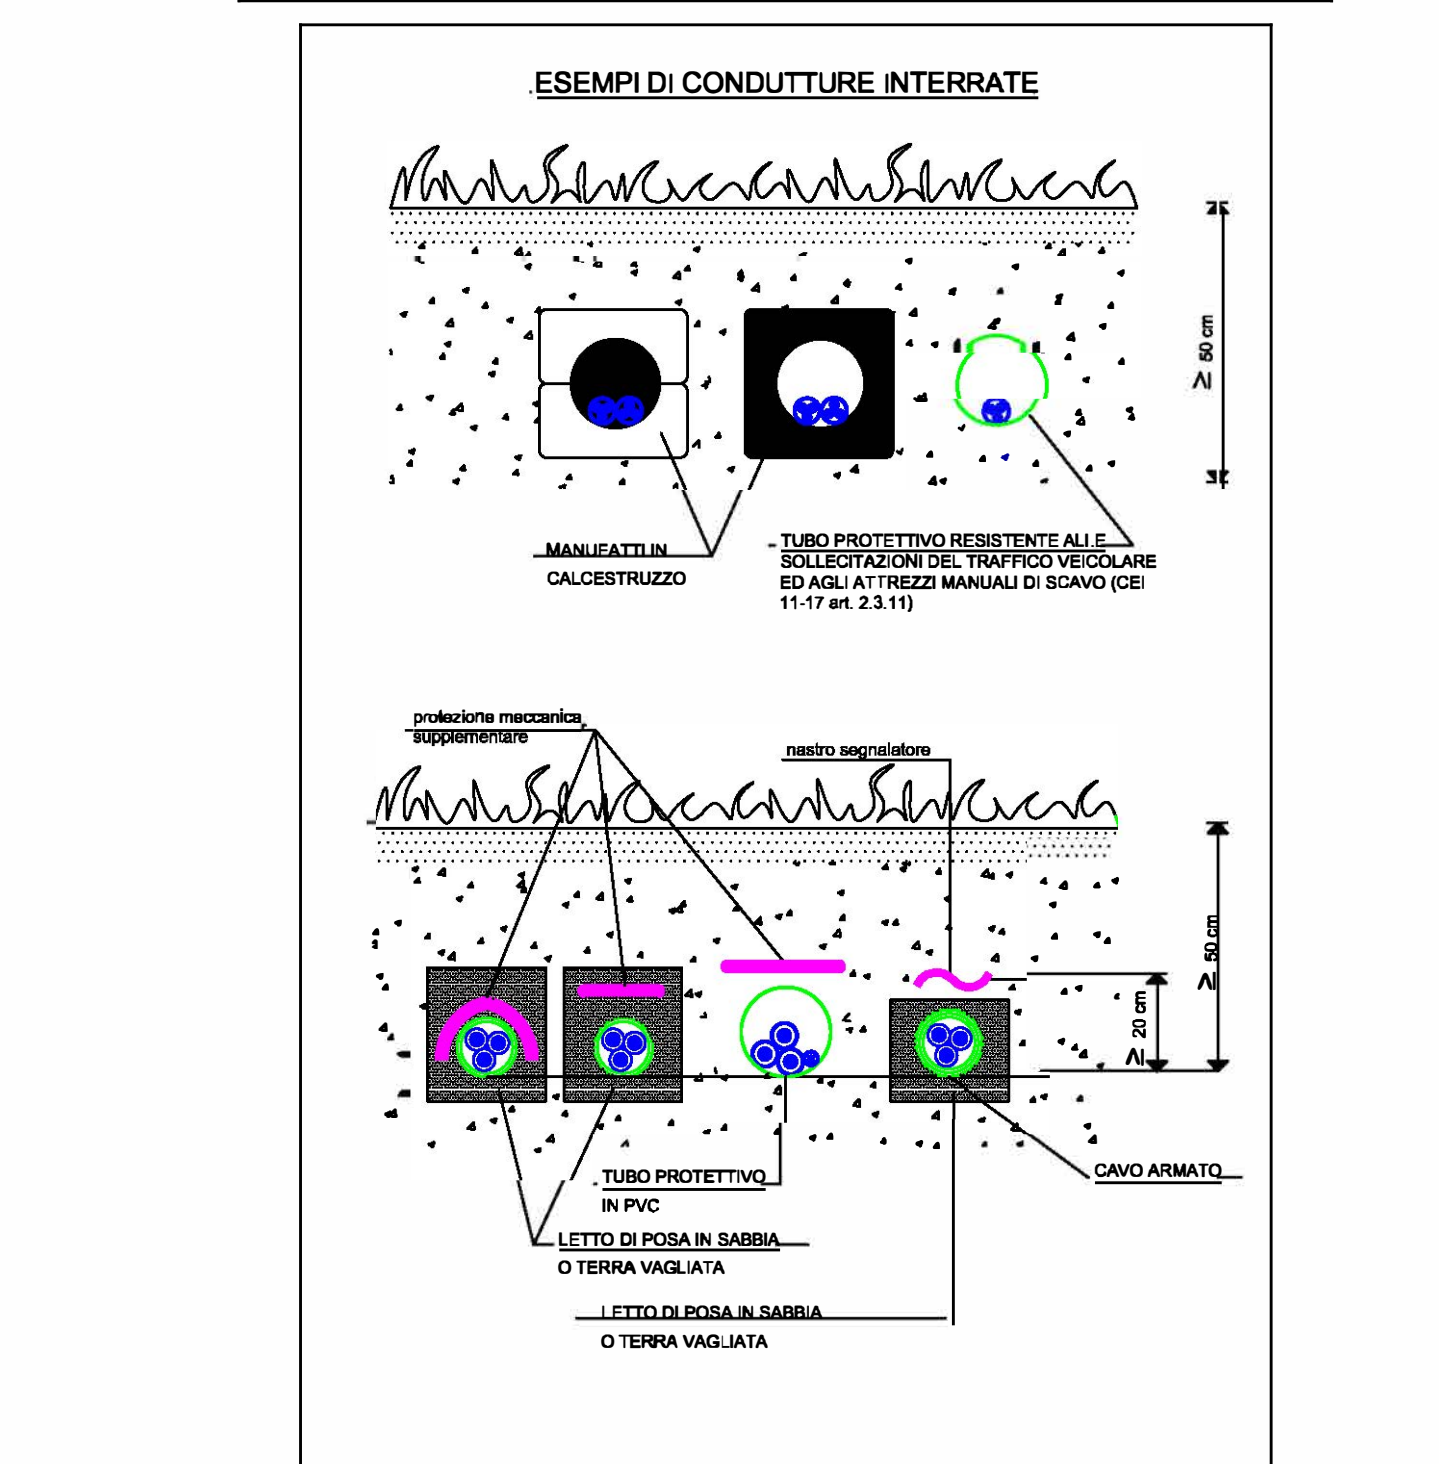 ESEMPI DI CONDUTTURE INTERRATE
≥ 50 cm
MANUFATTI IN
CALCESTRUZZO
TUBO PROTETTIVO RESISTENTE ALLE
SOLLECITAZIONI DEL TRAFFICO VEICOLARE
ED AGLI ATTREZZI MANUALI DI SCAVO (CEI
11-17 art. 2.3.11)
protezione meccanica
supplementare
nastro segnalatore
≥ 50 cm
≥ 20 cm
CAVO ARMATO
TUBO PROTETTIVO
IN PVC
LETTO DI POSA IN SABBIA
O TERRA VAGLIATA
LETTO DI POSA IN SABBIA
O TERRA VAGLIATA